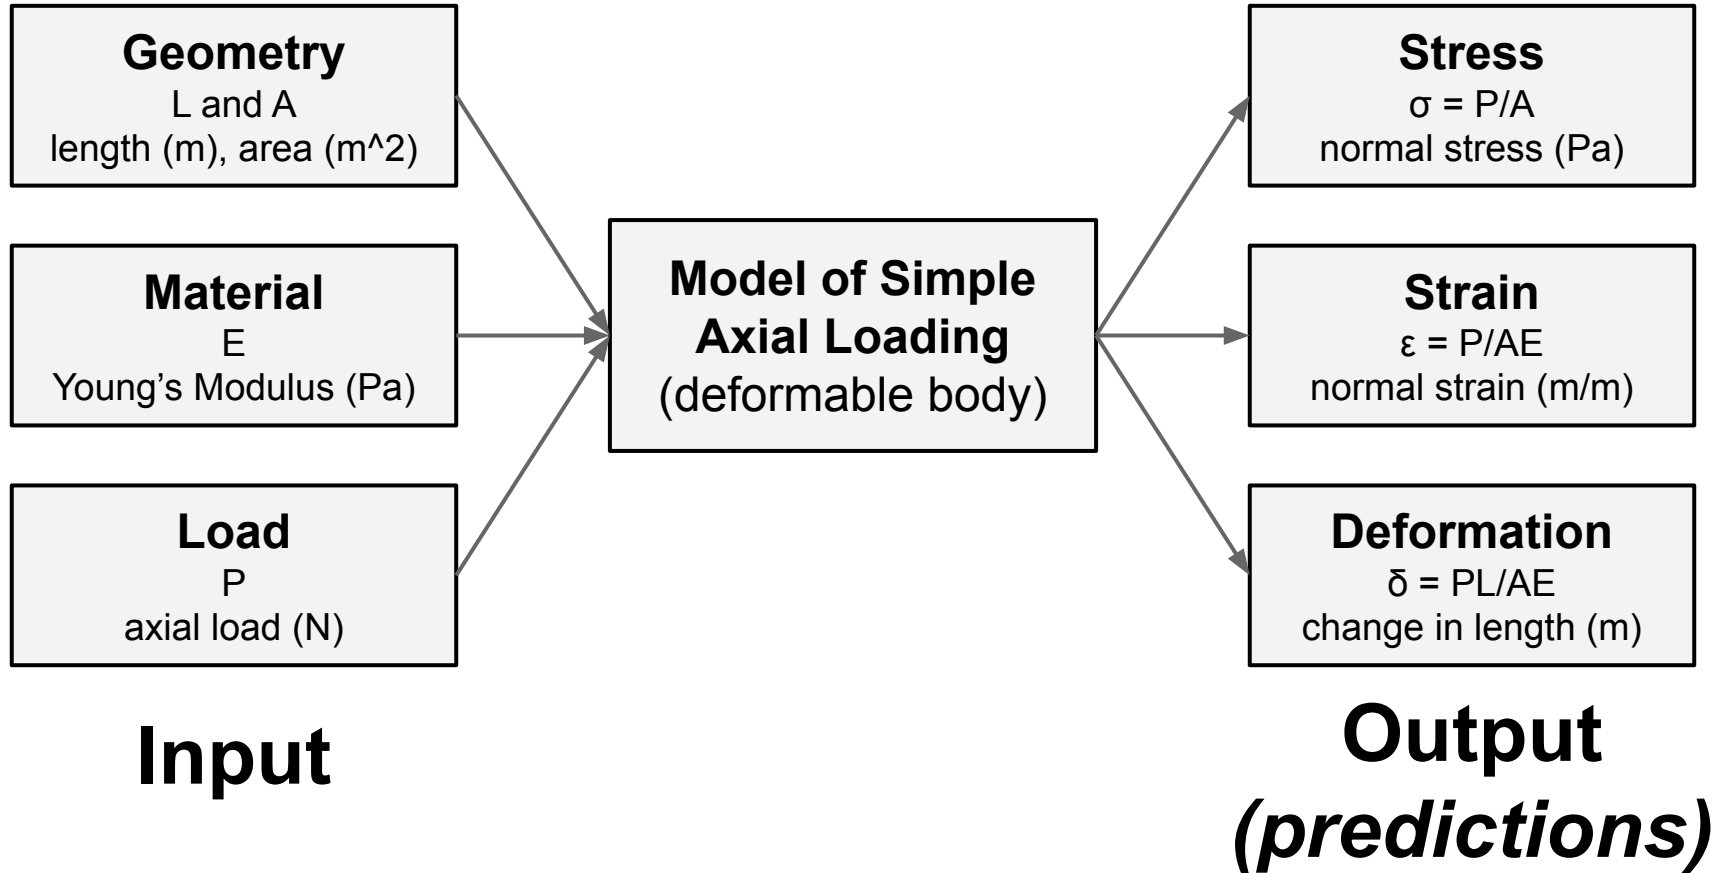 Geometry
L and A
length (m), area (m^2)
Material
E
Young's Modulus (Pa)
Load
P
axial load (N)
Input
Model of Simple
Axial Loading
(deformable body)
Stress
σ = P/A
normal stress (Pa)
Strain
ε = P/AE
normal strain (m/m)
Deformation
δ = PL/AE
change in length (m)
Output
(predictions)